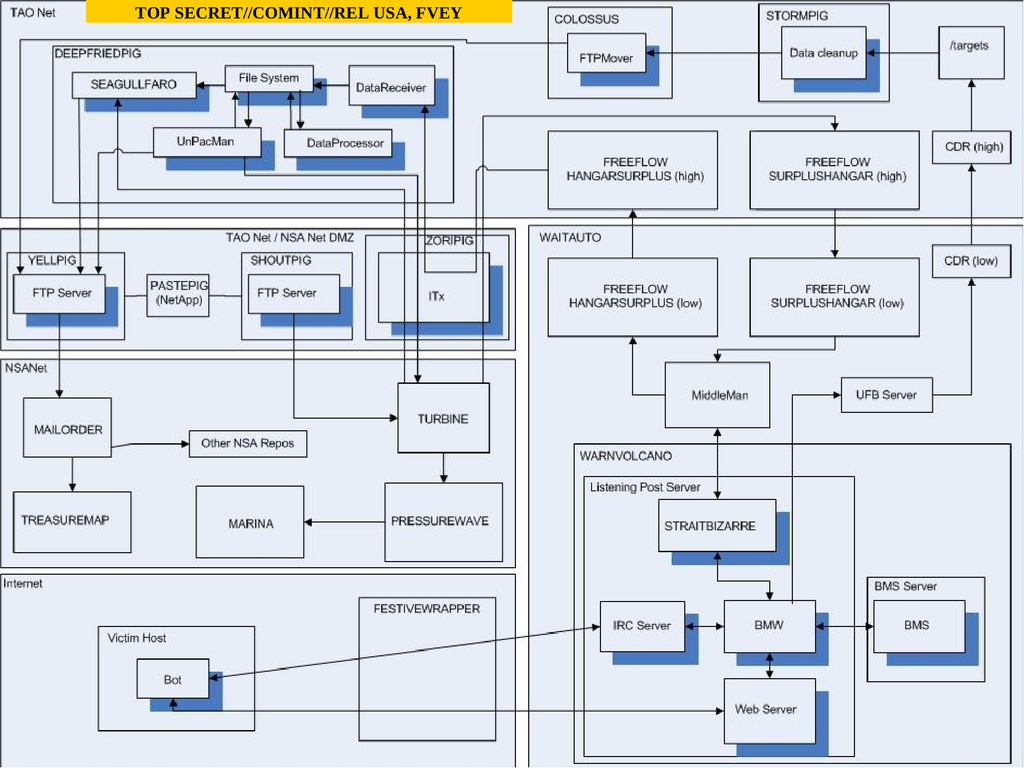 TOP SECRET//COMINT//REL USA, FVEY
TAO Net
DEEPFRIEDPIG
SEAGULLFARO
File System
DataReceiver
UnPacMan
DataProcessor
COLOSSUS
FTPMover
STORMPIG
Data cleanup
/targets
FREEFLOW
HANGARSURPLUS (high)
FREEFLOW
SURPLUSHANGAR (high)
CDR (high)
TAO Net / NSA Net DMZ
YELLPIG
FTP Server
PASTEPIG
(NetApp)
SHOUTPIG
FTP Server
ZORIPIG
ITx
WAITAUTO
FREEFLOW
HANGARSURPLUS (low)
FREEFLOW
SURPLUSHANGAR (low)
CDR (low)
NSANet
MAILORDER
Other NSA Repos
TURBINE
TREASUREMAP
MARINA
PRESSUREWAVE
MiddleMan
UFB Server
WARNVOLCANO
Listening Post Server
STRAITBIZARRE
IRC Server
BMW
BMS Server
BMS
Web Server
Internet
Victim Host
Bot
FESTIVEWRAPPER